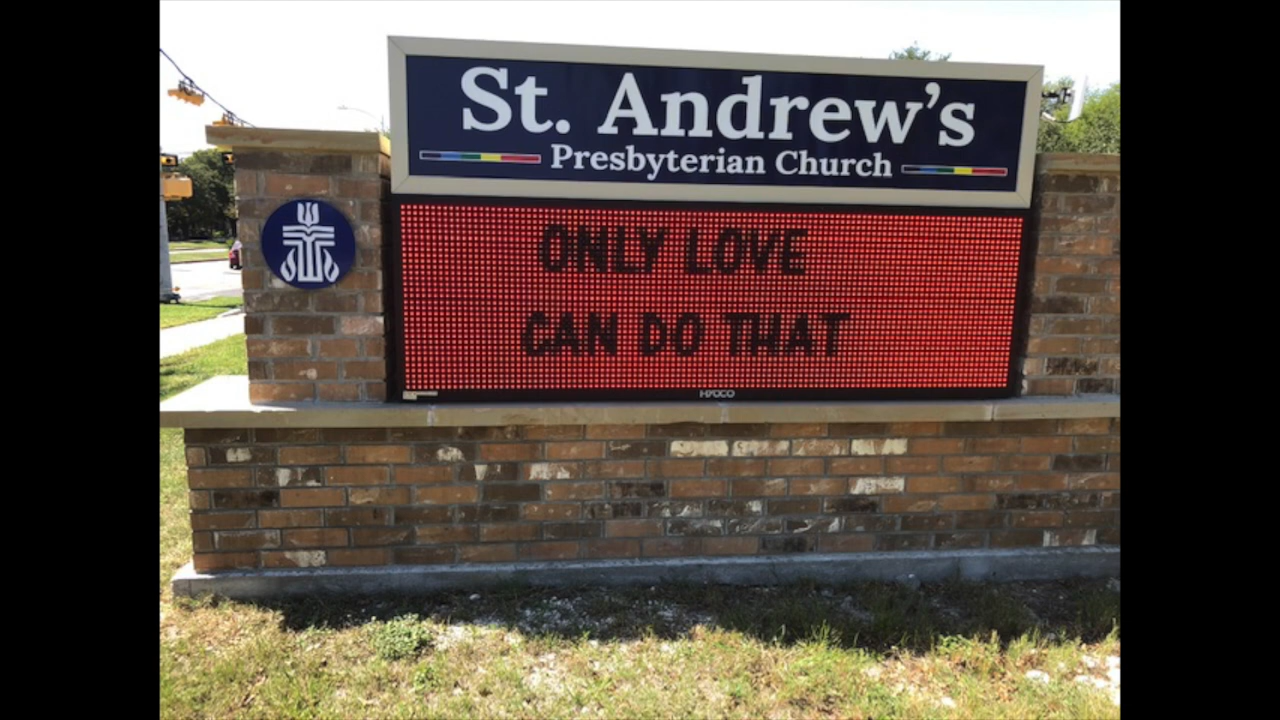 St. Andrew's
Presbyterian Church
ONLY LOVE
CAN DO THAT